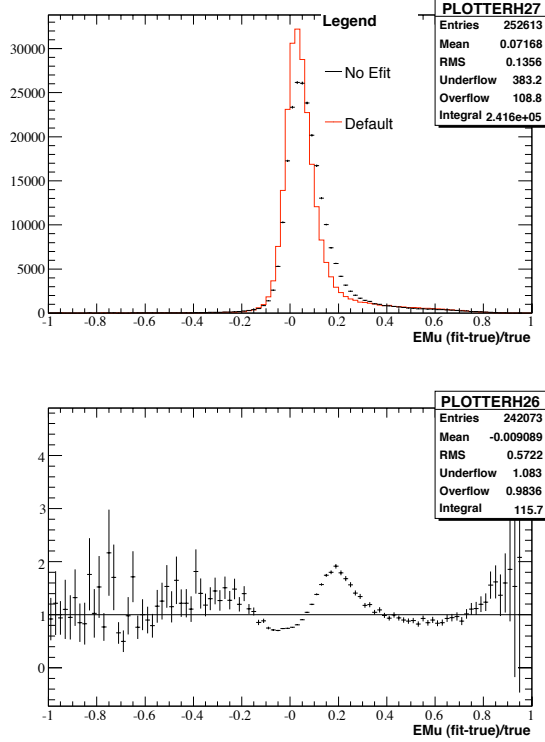 PLOTTERH27
Entries 252613
Mean 0.07168
RMS 0.1356
Underflow 383.2
Overflow 108.8
Integral 2.416e+05
Legend
No Efit
Default
30000
25000
20000
15000
10000
5000
0
-1 -0.8 -0.6 -0.4 -0.2 -0 0.2 0.4 0.6 0.8 1
EMu (fit-true)/true
PLOTTERH26
Entries 242073
Mean -0.009089
RMS 0.5722
Underflow 1.083
Overflow 0.9836
Integral 115.7
4
3
2
1
0
-1 -0.8 -0.6 -0.4 -0.2 -0 0.2 0.4 0.6 0.8 1
EMu (fit-true)/true